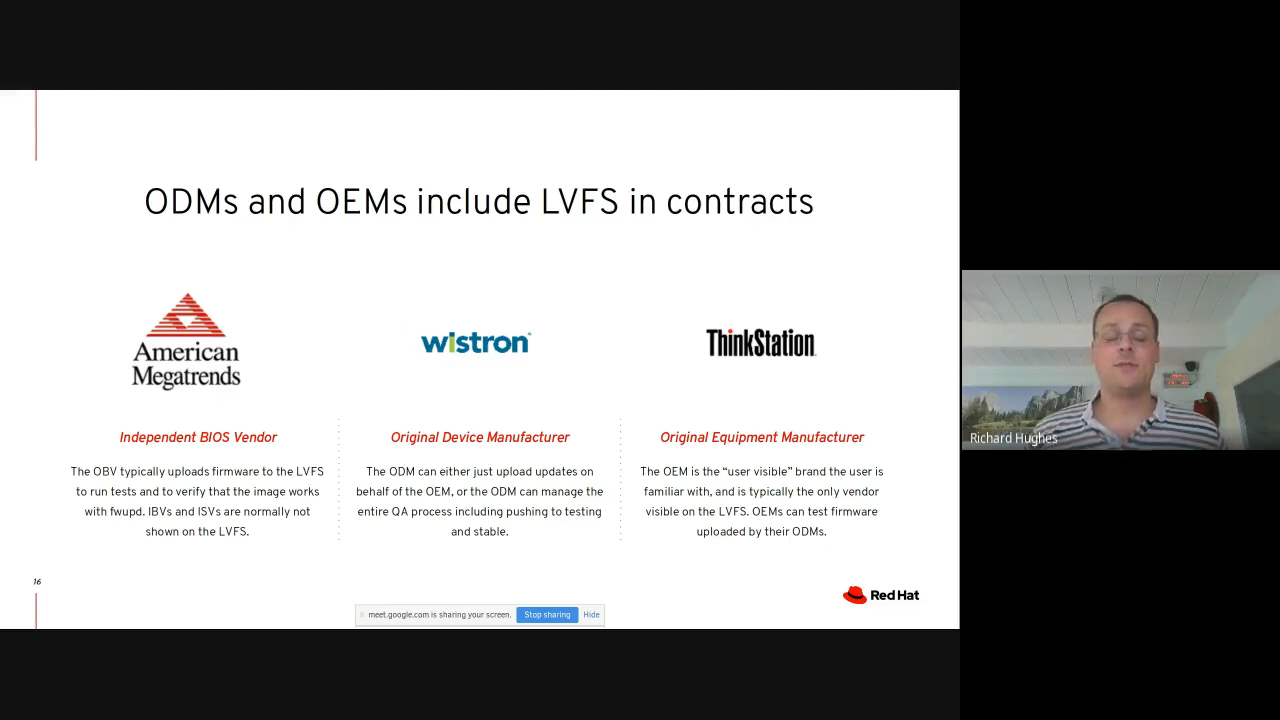 ODMs and OEMs include LVFS in contracts
American
Megatrends
wistron
ThinkStation
Independent BIOS Vendor
The OBV typically uploads firmware to the LVFS
to run tests and to verify that the image works
with fwupd. IBVs and ISVs are normally not
shown on the LVFS.
Original Device Manufacturer
The ODM can either just upload updates on
behalf of the OEM, or the ODM can manage the
entire QA process including pushing to testing
and stable.
Original Equipment Manufacturer
The OEM is the “user visible” brand the user is
familiar with, and is typically the only vendor
visible on the LVFS. OEMs can test firmware
uploaded by their ODMs.
16
Red Hat
meet.google.com is sharing your screen. Stop sharing Hide
Richard Hughes